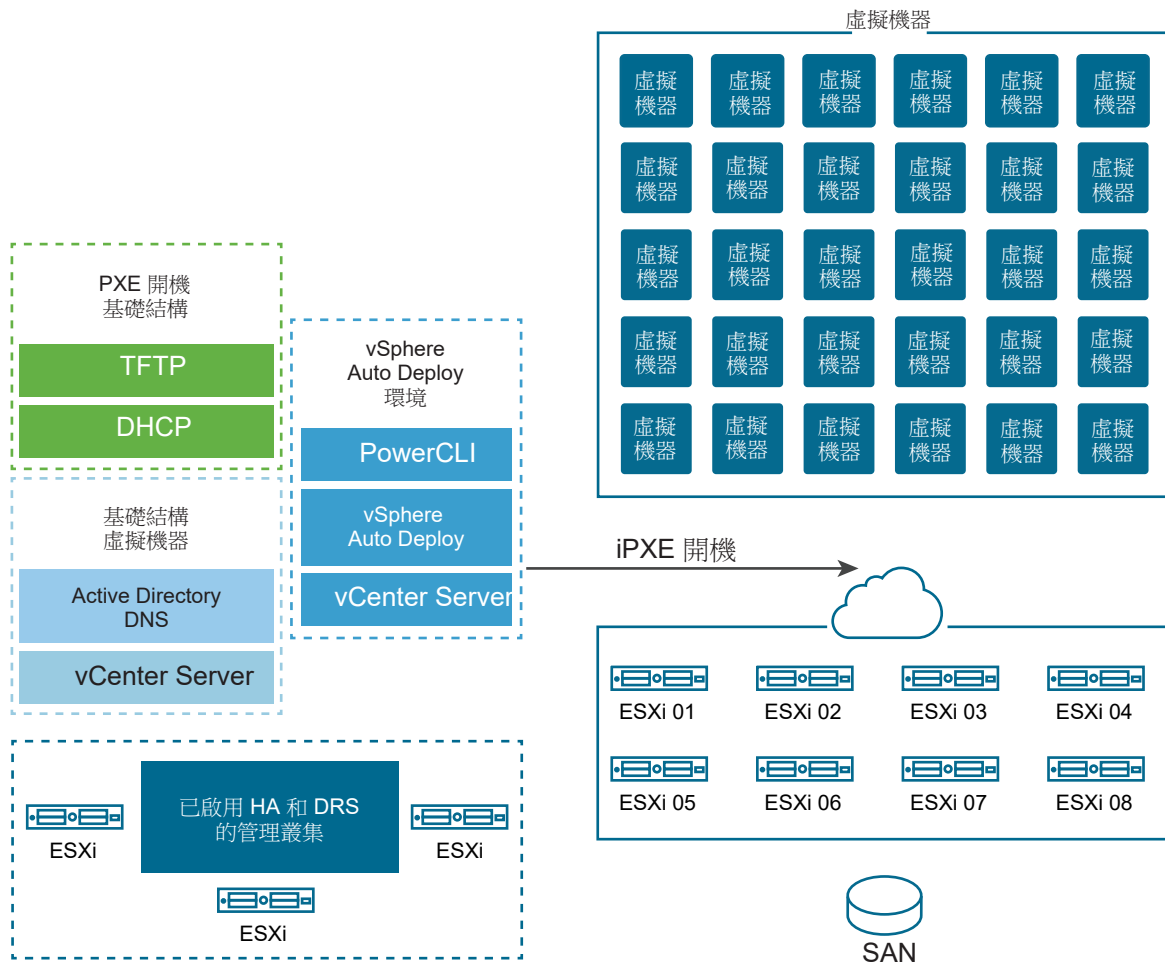 虛擬機器
虛擬
機器
虛擬
機器
虛擬
機器
虛擬
機器
虛擬
機器
虛擬
機器
虛擬
機器
虛擬
機器
虛擬
機器
虛擬
機器
虛擬
機器
虛擬
機器
虛擬
機器
虛擬
機器
虛擬
機器
虛擬
機器
虛擬
機器
虛擬
機器
虛擬
機器
虛擬
機器
虛擬
機器
虛擬
機器
虛擬
機器
虛擬
機器
虛擬
機器
虛擬
機器
虛擬
機器
虛擬
機器
虛擬
機器
虛擬
機器
PXE 開機
基礎結構
TFTP
DHCP
vSphere
Auto Deploy
環境
PowerCLI
vSphere
Auto Deploy
vCenter Server
基礎結構
虛擬機器
Active Directory
DNS
vCenter Server
iPXE 開機
ESXi 01
ESXi 02
ESXi 03
ESXi 04
ESXi 05
ESXi 06
ESXi 07
ESXi 08
已啟用 HA 和 DRS
的管理叢集
ESXi
ESXi
ESXi
SAN